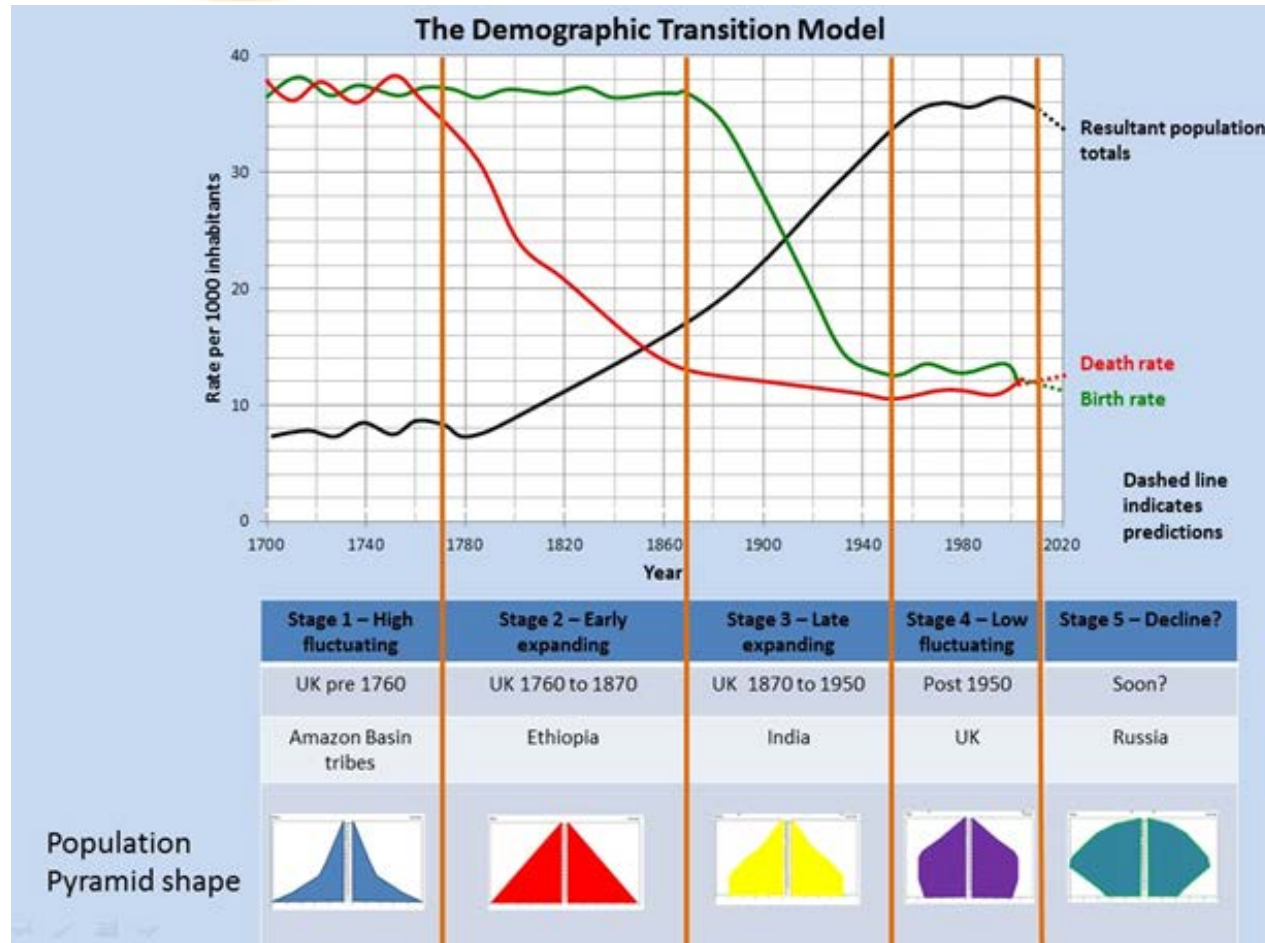 The Demographic Transition Model
40
30
20
10
0
Rate per 1000 inhabitants
1700 1740 1780 1820 1860 1900 1940 1980 2020
Year
Resultant population
totals
Death rate
Birth rate
Dashed line
indicates
predictions
Stage 1 – High
fluctuating
Stage 2 – Early
expanding
Stage 3 – Late
expanding
Stage 4 – Low
fluctuating
Stage 5 – Decline?
UK pre 1760
UK 1760 to 1870
UK 1870 to 1950
Post 1950
Soon?
Amazon Basin
tribes
Ethiopia
India
UK
Russia
Population
Pyramid shape